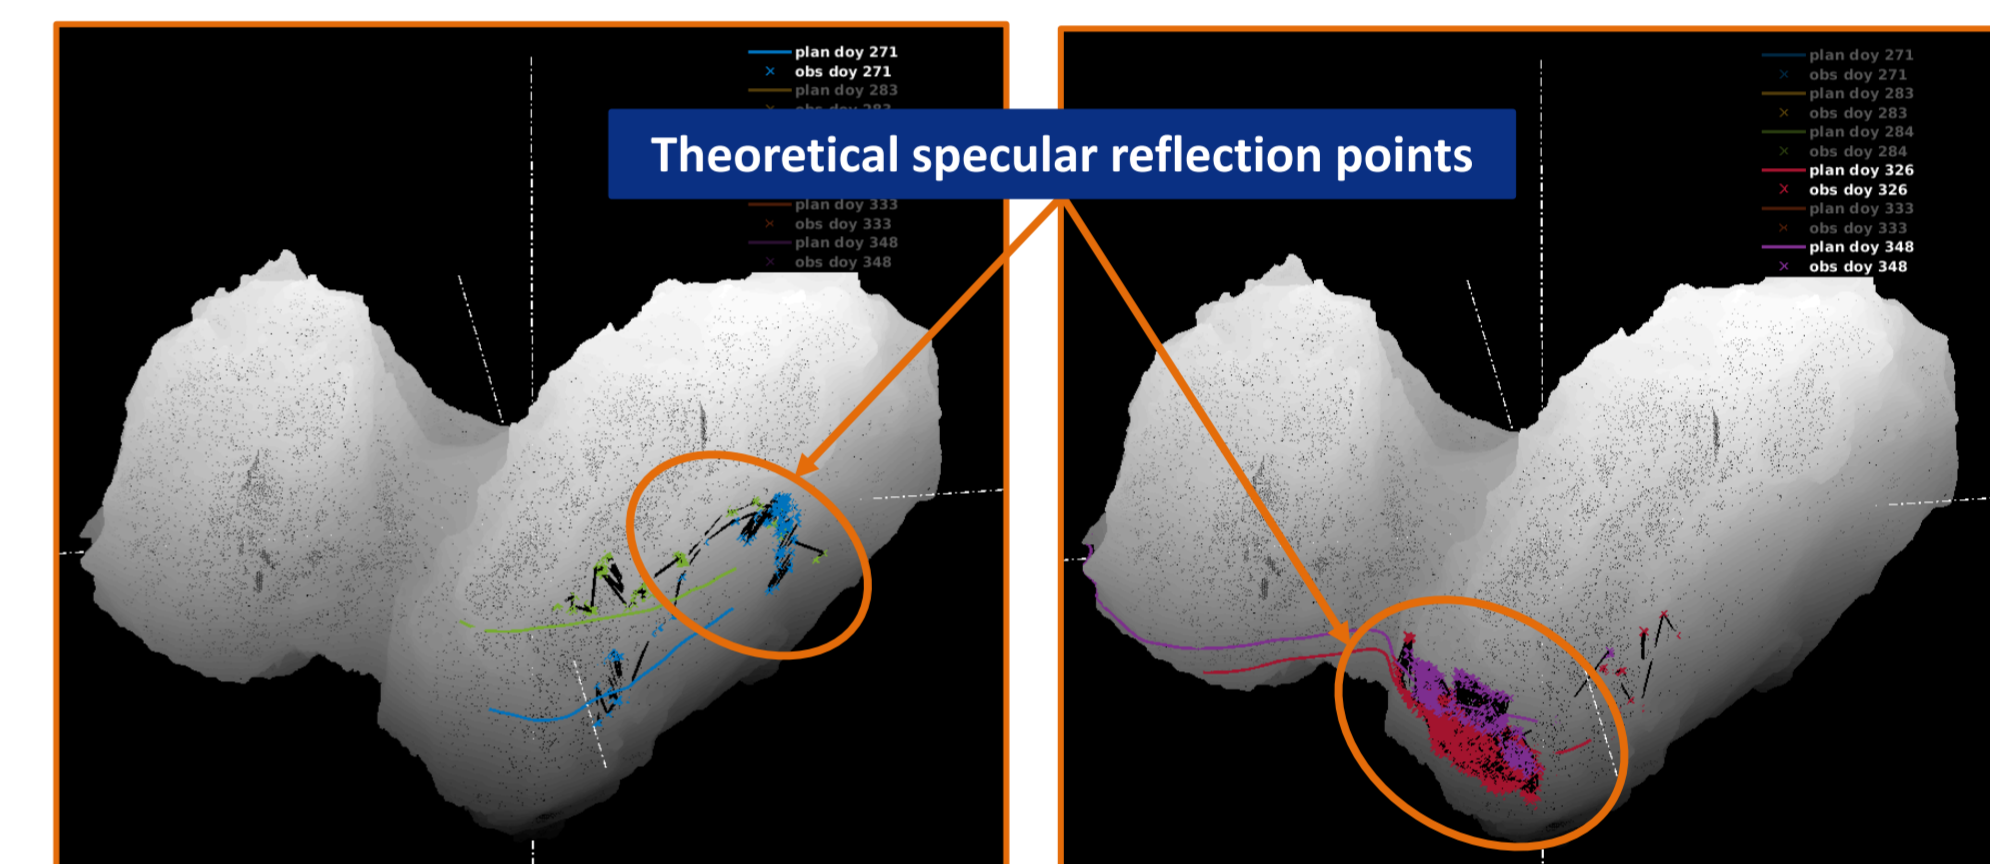 plan doy 271
obs doy 271
plan doy 283
obs doy 283
Theoretical specular reflection points
plan doy 333
obs doy 333
plan doy 348
obs doy 348
plan doy 271
obs doy 271
plan doy 283
obs doy 283
plan doy 284
obs doy 284
plan doy 326
obs doy 326
plan doy 333
obs doy 333
plan doy 348
obs doy 348